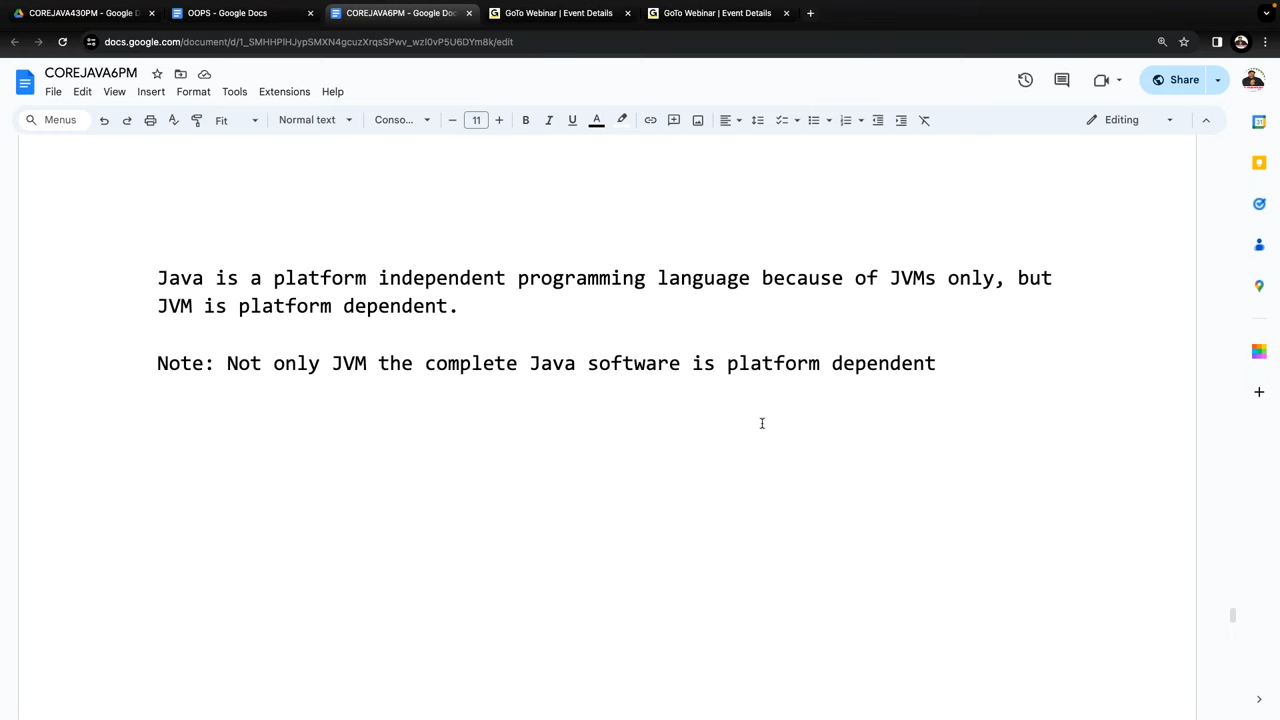 COREJAVA430PM - Google D
OOPS - Google Docs
COREJAVA6PM - Google Doc
GoTo Webinar | Event Details
GoTo Webinar | Event Details
docs.google.com/document/d/1_SMHHPlHJypSMXN4gcuzXrqsSPwv_wzI0vP5U6DYm8k/edit
COREJAVA6PM
File Edit View Insert Format Tools Extensions Help
Share
Menus Fit Normal text Conso... 11 Editing
Java is a platform independent programming language because of JVMs only, but
JVM is platform dependent.
Note: Not only JVM the complete Java software is platform dependent